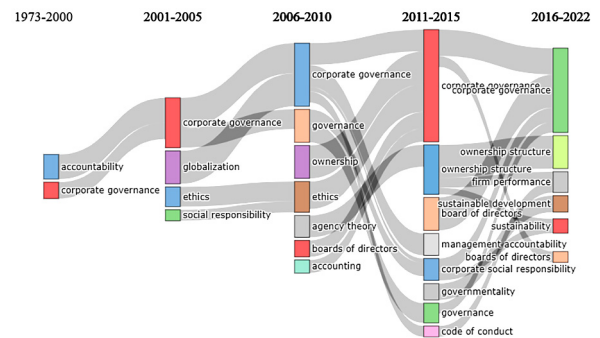 1973-2000
2001-2005
2006-2010
2011-2015
2016-2022
accountability
corporate governance
corporate governance
globalization
ethics
social responsibility
corporate governance
governance
ownership
ethics
agency theory
boards of directors
accounting
corporate governance
ownership structure
board of directors
management accountability
corporate social responsibility
governmentality
governance
code of conduct
corporate governance
ownership structure
firm performance
sustainable development
sustainability
boards of directors